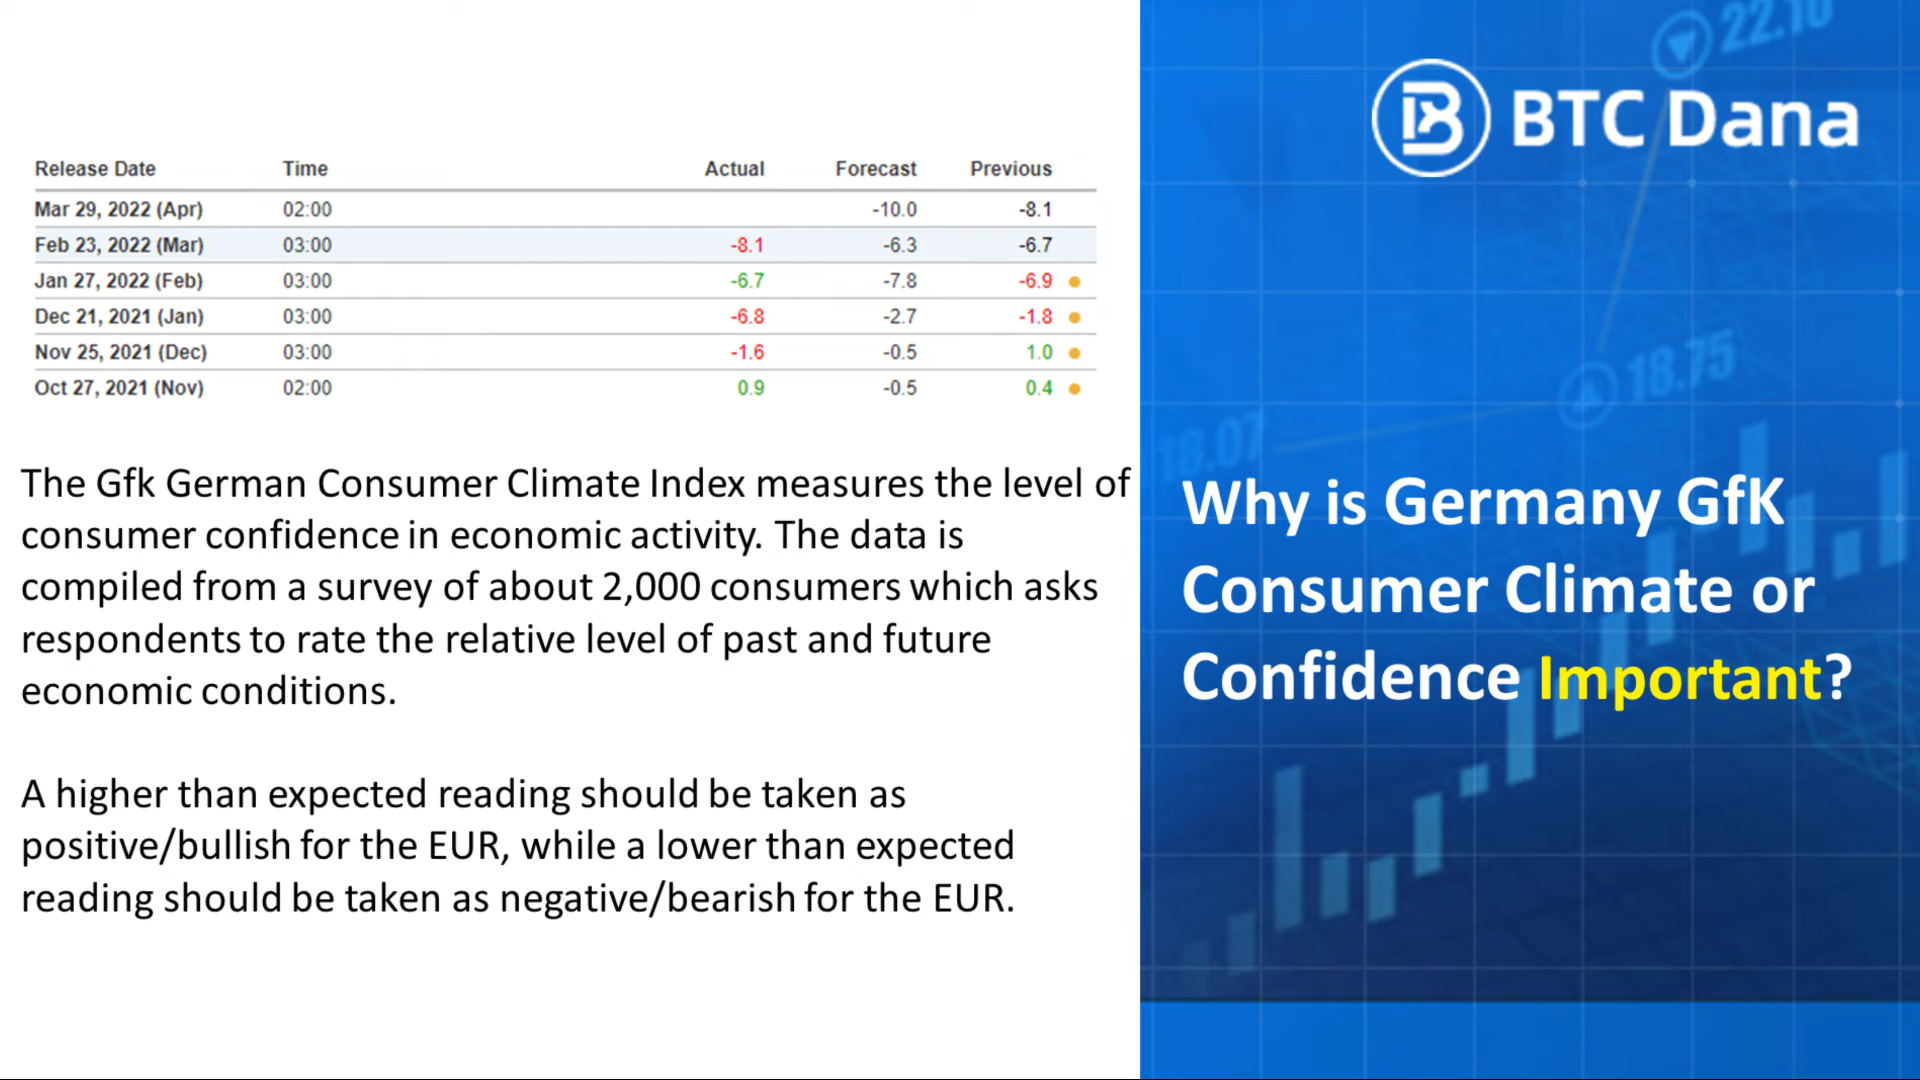 Release Date Time Actual Forecast Previous
Mar 29, 2022 (Apr) 02:00 -10.0 -8.1
Feb 23, 2022 (Mar) 03:00 -8.1 -6.3 -6.7
Jan 27, 2022 (Feb) 03:00 -6.7 -7.8 -6.9
Dec 21, 2021 (Jan) 03:00 -6.8 -2.7 -1.8
Nov 25, 2021 (Dec) 03:00 -1.6 -0.5 1.0
Oct 27, 2021 (Nov) 02:00 0.9 -0.5 0.4
The Gfk German Consumer Climate Index measures the level of
consumer confidence in economic activity. The data is
compiled from a survey of about 2,000 consumers which asks
respondents to rate the relative level of past and future
economic conditions.
A higher than expected reading should be taken as
positive/bullish for the EUR, while a lower than expected
reading should be taken as negative/bearish for the EUR.
22.10
BTC Dana
18.75
18.07
Why is Germany GfK
Consumer Climate or
Confidence Important?